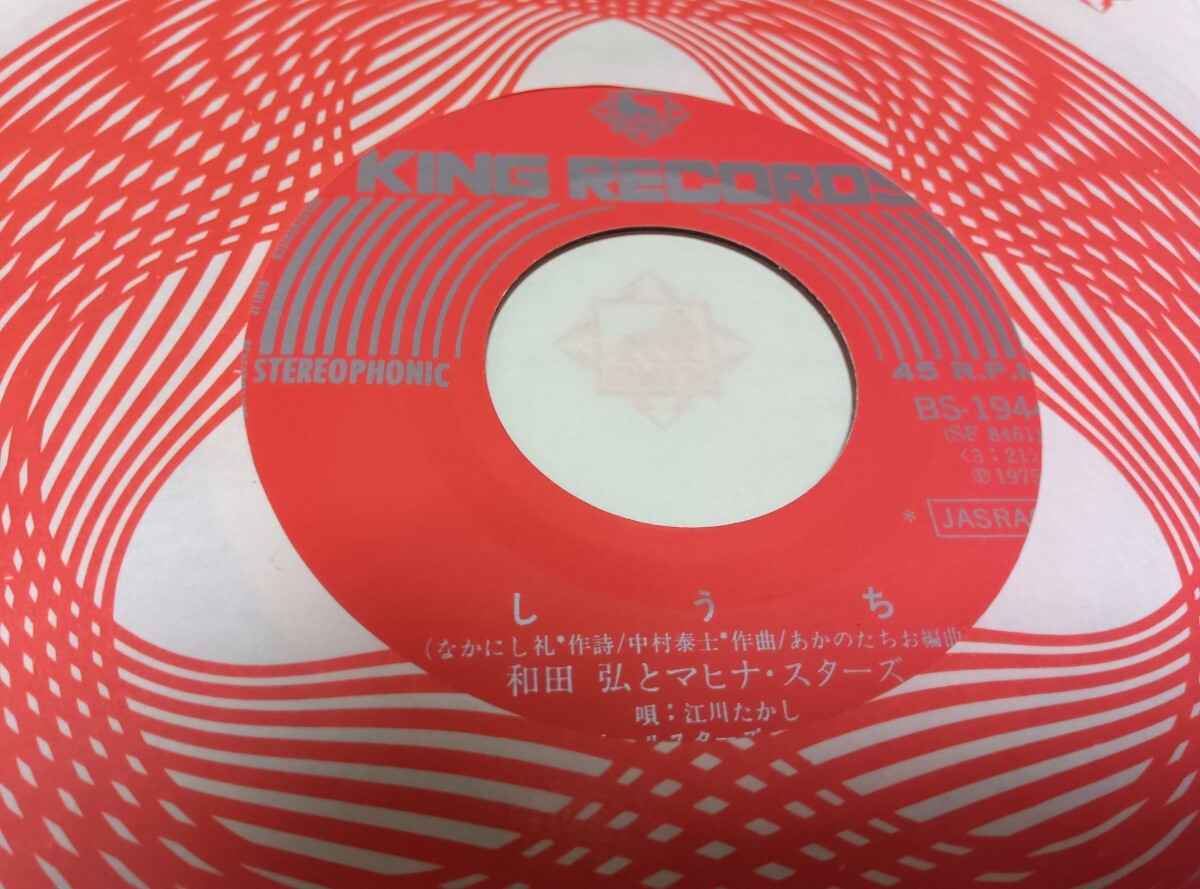 KING RECORDS
STEREOPHONIC
45 R.P.M
BS-1944
(SF 8461)
<3:21>
Ⓟ 1975
* JASRAC
しうち
(なかにし礼*作詩/中村泰士*作曲/あかのたちお編曲)
和田 弘とマヒナ・スターズ
唄:江川たかし